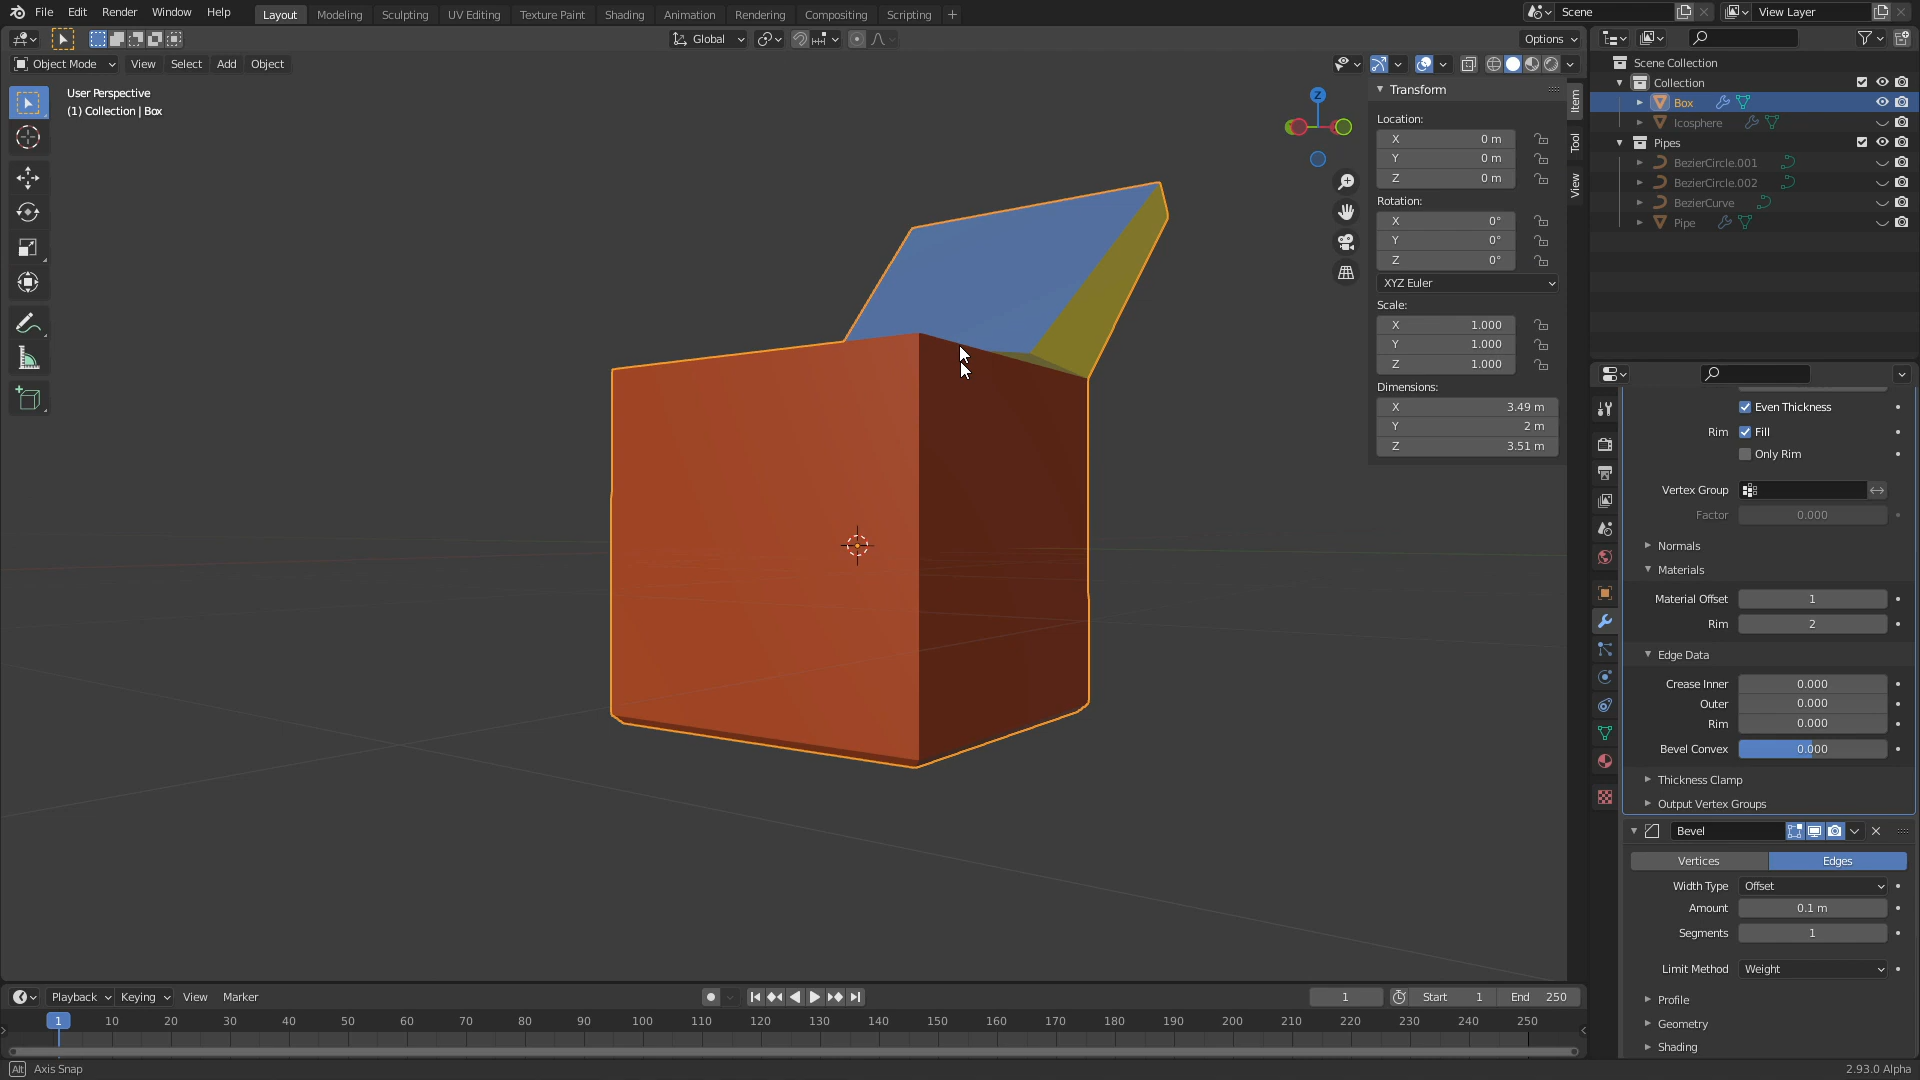 File Edit Render Window Help
Layout Modeling Sculpting UV Editing Texture Paint Shading Animation Rendering Compositing Scripting +
Scene
View Layer
Global
Options
Object Mode View Select Add Object
User Perspective
(1) Collection | Box
Z
Transform
Location:
X 0 m
Y 0 m
Z 0 m
Rotation:
X 0°
Y 0°
Z 0°
XYZ Euler
Scale:
X 1.000
Y 1.000
Z 1.000
Dimensions:
X 3.49 m
Y 2 m
Z 3.51 m
Item
Tool
View
Scene Collection
Collection
Box
Icosphere
Pipes
BezierCircle.001
BezierCircle.002
BezierCurve
Pipe
Even Thickness
Rim Fill
Only Rim
Vertex Group
Factor 0.000
Normals
Materials
Material Offset 1
Rim 2
Edge Data
Crease Inner 0.000
Outer 0.000
Rim 0.000
Bevel Convex 0.000
Thickness Clamp
Output Vertex Groups
Bevel
Vertices Edges
Width Type Offset
Amount 0.1 m
Segments 1
Limit Method Weight
Profile
Geometry
Shading
Playback Keying View Marker
1 Start 1 End 250
1 10 20 30 40 50 60 70 80 90 100 110 120 130 140 150 160 170 180 190 200 210 220 230 240 250
Alt Axis Snap
2.93.0 Alpha